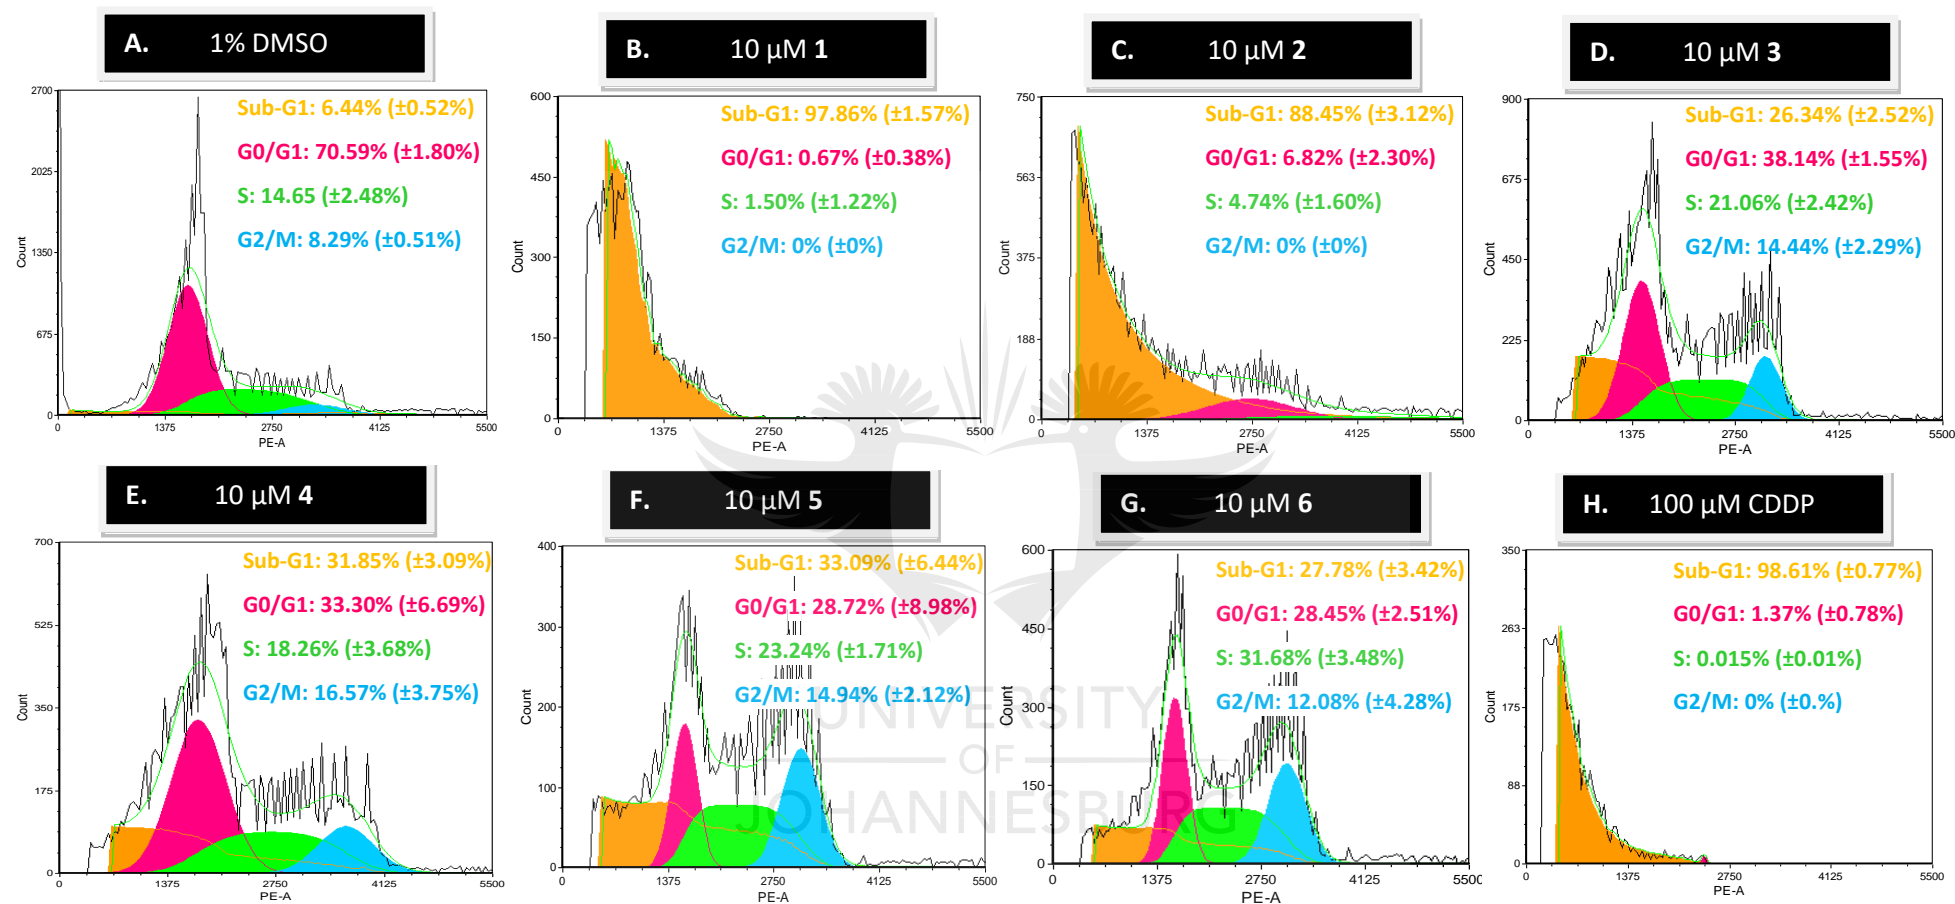 A. 1% DMSO
2700
2025
1350
675
0
Count
Sub-G1: 6.44% (±0.52%)
G0/G1: 70.59% (±1.80%)
S: 14.65 (±2.48%)
G2/M: 8.29% (±0.51%)
0 1375 2750 4125 5500
PE-A
B. 10 µM 1
600
450
300
150
0
Count
Sub-G1: 97.86% (±1.57%)
G0/G1: 0.67% (±0.38%)
S: 1.50% (±1.22%)
G2/M: 0% (±0%)
0 1375 2750 4125 5500
PE-A
C. 10 µM 2
750
563
375
188
0
Count
Sub-G1: 88.45% (±3.12%)
G0/G1: 6.82% (±2.30%)
S: 4.74% (±1.60%)
G2/M: 0% (±0%)
0 1375 2750 4125 5500
PE-A
D. 10 µM 3
900
675
450
225
0
Count
Sub-G1: 26.34% (±2.52%)
G0/G1: 38.14% (±1.55%)
S: 21.06% (±2.42%)
G2/M: 14.44% (±2.29%)
0 1375 2750 4125 5500
PE-A
E. 10 µM 4
700
525
350
175
0
Count
Sub-G1: 31.85% (±3.09%)
G0/G1: 33.30% (±6.69%)
S: 18.26% (±3.68%)
G2/M: 16.57% (±3.75%)
0 1375 2750 4125 5500
PE-A
F. 10 µM 5
400
300
200
100
0
Count
Sub-G1: 33.09% (±6.44%)
G0/G1: 28.72% (±8.98%)
S: 23.24% (±1.71%)
G2/M: 14.94% (±2.12%)
0 1375 2750 4125 5500
PE-A
G. 10 µM 6
600
450
300
150
0
Count
Sub-G1: 27.78% (±3.42%)
G0/G1: 28.45% (±2.51%)
S: 31.68% (±3.48%)
G2/M: 12.08% (±4.28%)
0 1375 2750 4125 5500
PE-A
H. 100 µM CDDP
350
263
175
88
0
Count
Sub-G1: 98.61% (±0.77%)
G0/G1: 1.37% (±0.78%)
S: 0.015% (±0.01%)
G2/M: 0% (±0.%)
0 1375 2750 4125 5500
PE-A
UNIVERSITY
OF
JOHANNESBURG